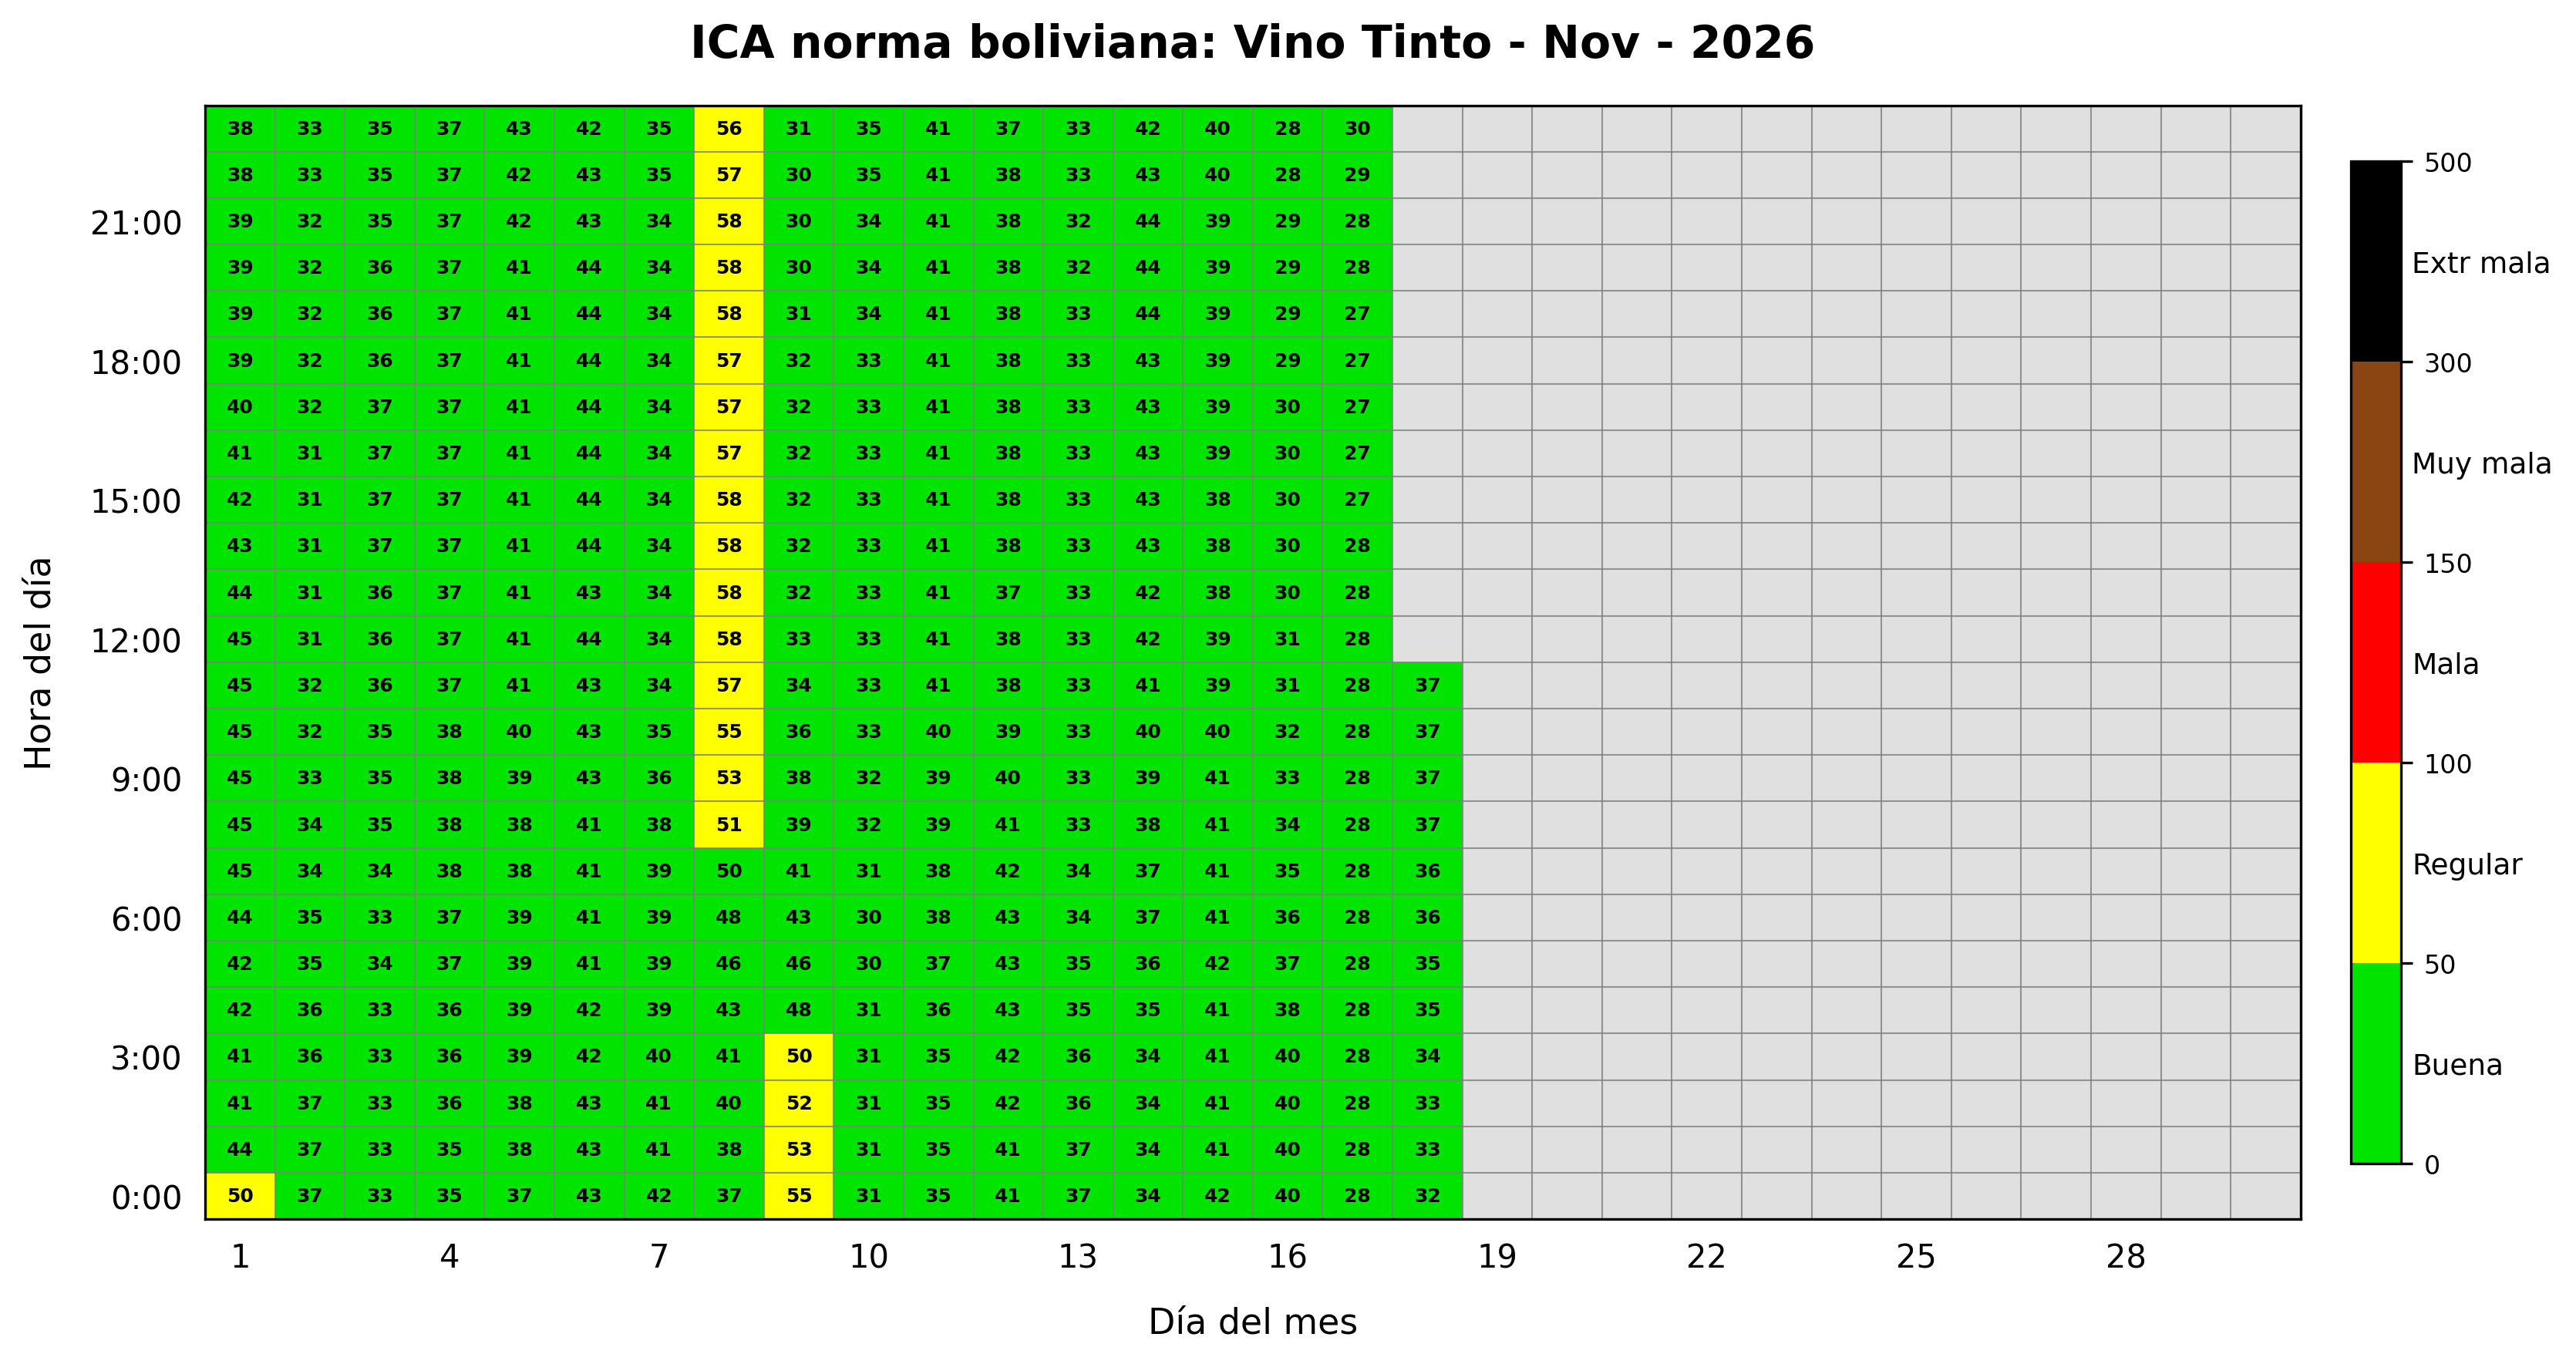 ICA norma boliviana: Vino Tinto - Nov - 2026
38 33 35 37 43 42 35 56 31 35 41 37 33 42 40 28 30
38 33 35 37 42 43 35 57 30 35 41 38 33 43 40 28 29
21:00 39 32 35 37 42 43 34 58 30 34 41 38 32 44 39 29 28
39 32 36 37 41 44 34 58 30 34 41 38 32 44 39 29 28
39 32 36 37 41 44 34 58 31 34 41 38 33 44 39 29 27
18:00 39 32 36 37 41 44 34 57 32 33 41 38 33 43 39 29 27
40 32 37 37 41 44 34 57 32 33 41 38 33 43 39 30 27
41 31 37 37 41 44 34 57 32 33 41 38 33 43 39 30 27
15:00 42 31 37 37 41 44 34 58 32 33 41 38 33 43 38 30 27
43 31 37 37 41 44 34 58 32 33 41 38 33 43 38 30 28
44 31 36 37 41 43 34 58 32 33 41 37 33 42 38 30 28
12:00 45 31 36 37 41 44 34 58 33 33 41 38 33 42 39 31 28
45 32 36 37 41 43 34 57 34 33 41 38 33 41 39 31 28 37
45 32 35 38 40 43 35 55 36 33 40 39 33 40 40 32 28 37
9:00 45 33 35 38 39 43 36 53 38 32 39 40 33 39 41 33 28 37
45 34 35 38 38 41 38 51 39 32 39 41 33 38 41 34 28 37
45 34 34 38 38 41 39 50 41 31 38 42 34 37 41 35 28 36
6:00 44 35 33 37 39 41 39 48 43 30 38 43 34 37 41 36 28 36
42 35 34 37 39 41 39 46 46 30 37 43 35 36 42 37 28 35
42 36 33 36 39 42 39 43 48 31 36 43 35 35 41 38 28 35
3:00 41 36 33 36 39 42 40 41 50 31 35 42 36 34 41 40 28 34
41 37 33 36 38 43 41 40 52 31 35 42 36 34 41 40 28 33
44 37 33 35 38 43 41 38 53 31 35 41 37 34 41 40 28 33
0:00 50 37 33 35 37 43 42 37 55 31 35 41 37 34 42 40 28 32
1 4 7 10 13 16 19 22 25 28
Día del mes
Hora del día
500
Extr mala
300
Muy mala
150
Mala
100
Regular
50
Buena
0